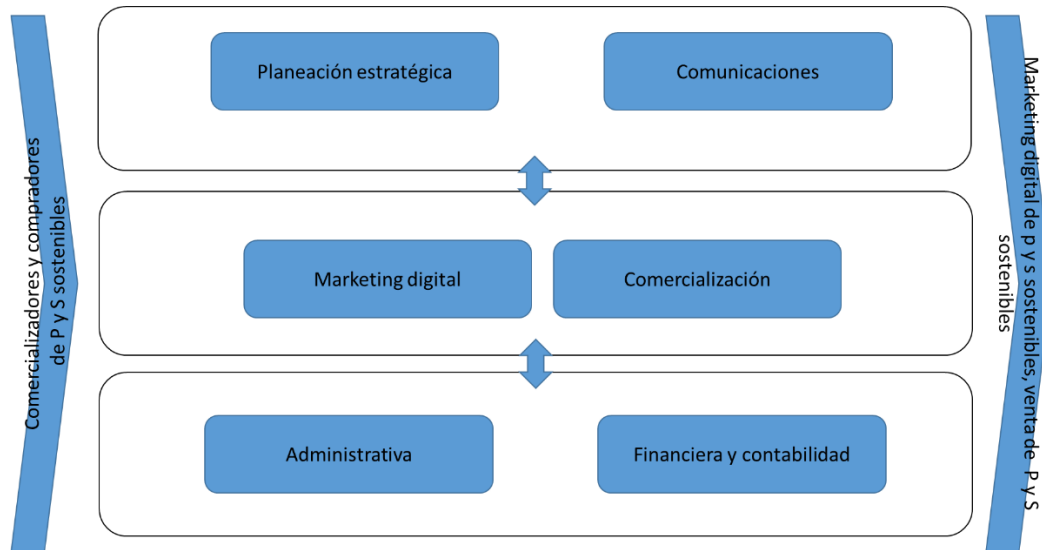 Comercializadores y compradores
de P y S sostenibles
Planeación estratégica
Comunicaciones
Marketing digital
Comercialización
Administrativa
Financiera y contabilidad
Marketing digital de p y s sostenibles, venta de P y S
sostenibles